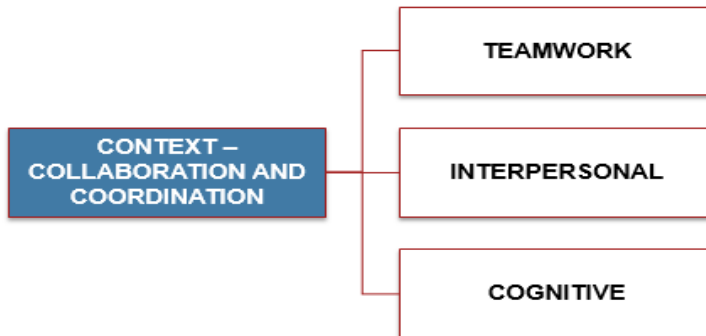 TEAMWORK
CONTEXT –
COLLABORATION AND
COORDINATION
INTERPERSONAL
COGNITIVE